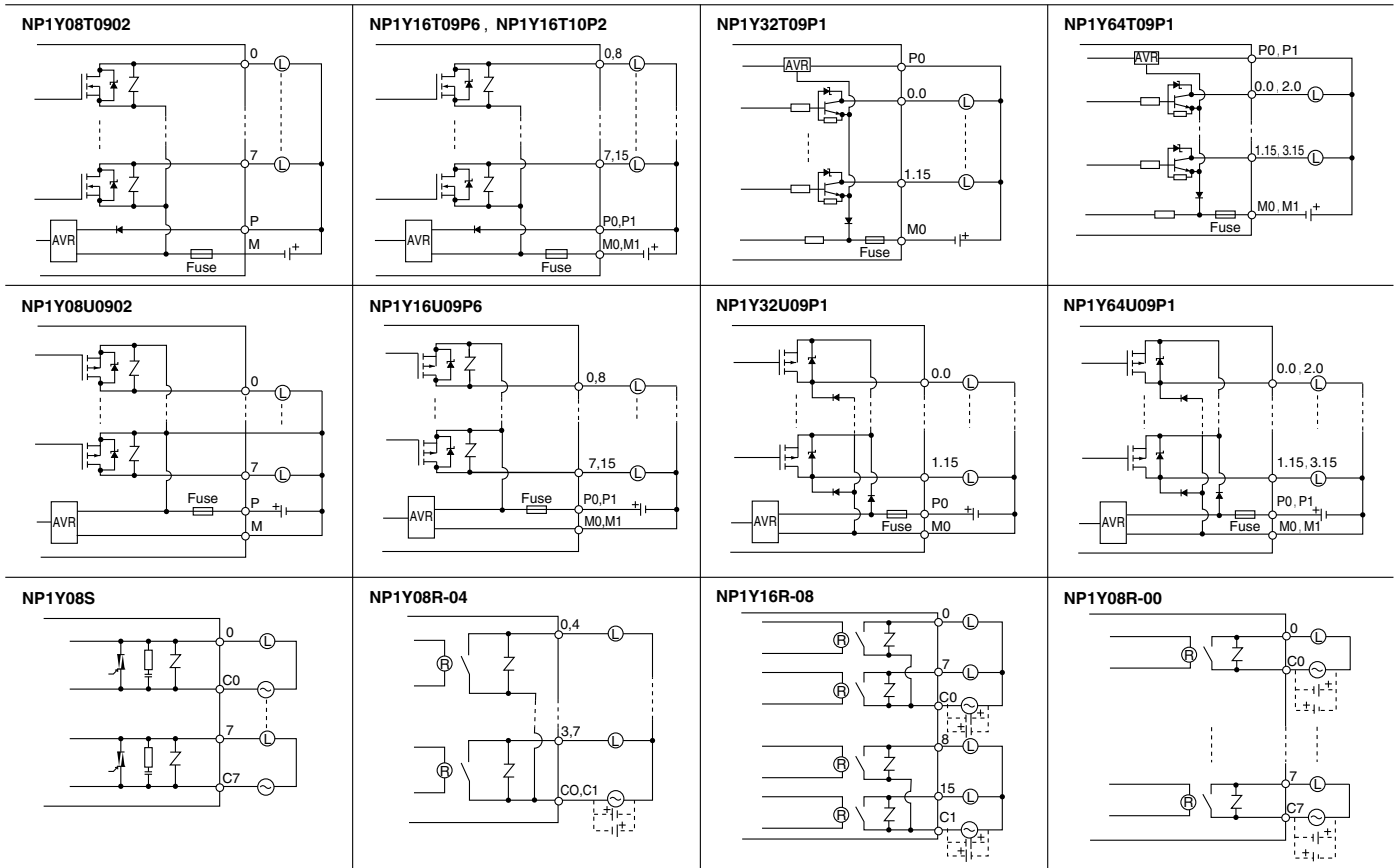 NP1Y08T0902
0
L
7
L
P
AVR
M
+
Fuse
NP1Y16T09P6 , NP1Y16T10P2
0,8
L
7,15
L
P0,P1
AVR
M0,M1
+
Fuse
NP1Y32T09P1
AVR
P0
0.0
L
1.15
L
M0
+
Fuse
NP1Y64T09P1
AVR
P0, P1
0.0, 2.0
L
1.15, 3.15
L
M0, M1
+
Fuse
NP1Y08U0902
0
L
7
L
Fuse
P
+
AVR
M
NP1Y16U09P6
0,8
L
7,15
L
Fuse
P0,P1
+
AVR
M0,M1
NP1Y32U09P1
0.0
L
1.15
L
P0
+
AVR
Fuse
M0
NP1Y64U09P1
0.0, 2.0
L
1.15, 3.15
L
P0, P1
+
AVR
Fuse
M0, M1
NP1Y08S
0
L
C0
7
L
C7
NP1Y08R-04
0,4
R
L
3,7
R
L
CO,C1
+
+
NP1Y16R-08
0
R
L
7
R
L
C0
+
+
8
R
L
15
R
L
C1
+
+
NP1Y08R-00
0
R
L
C0
+
+
7
R
L
C7
+
+